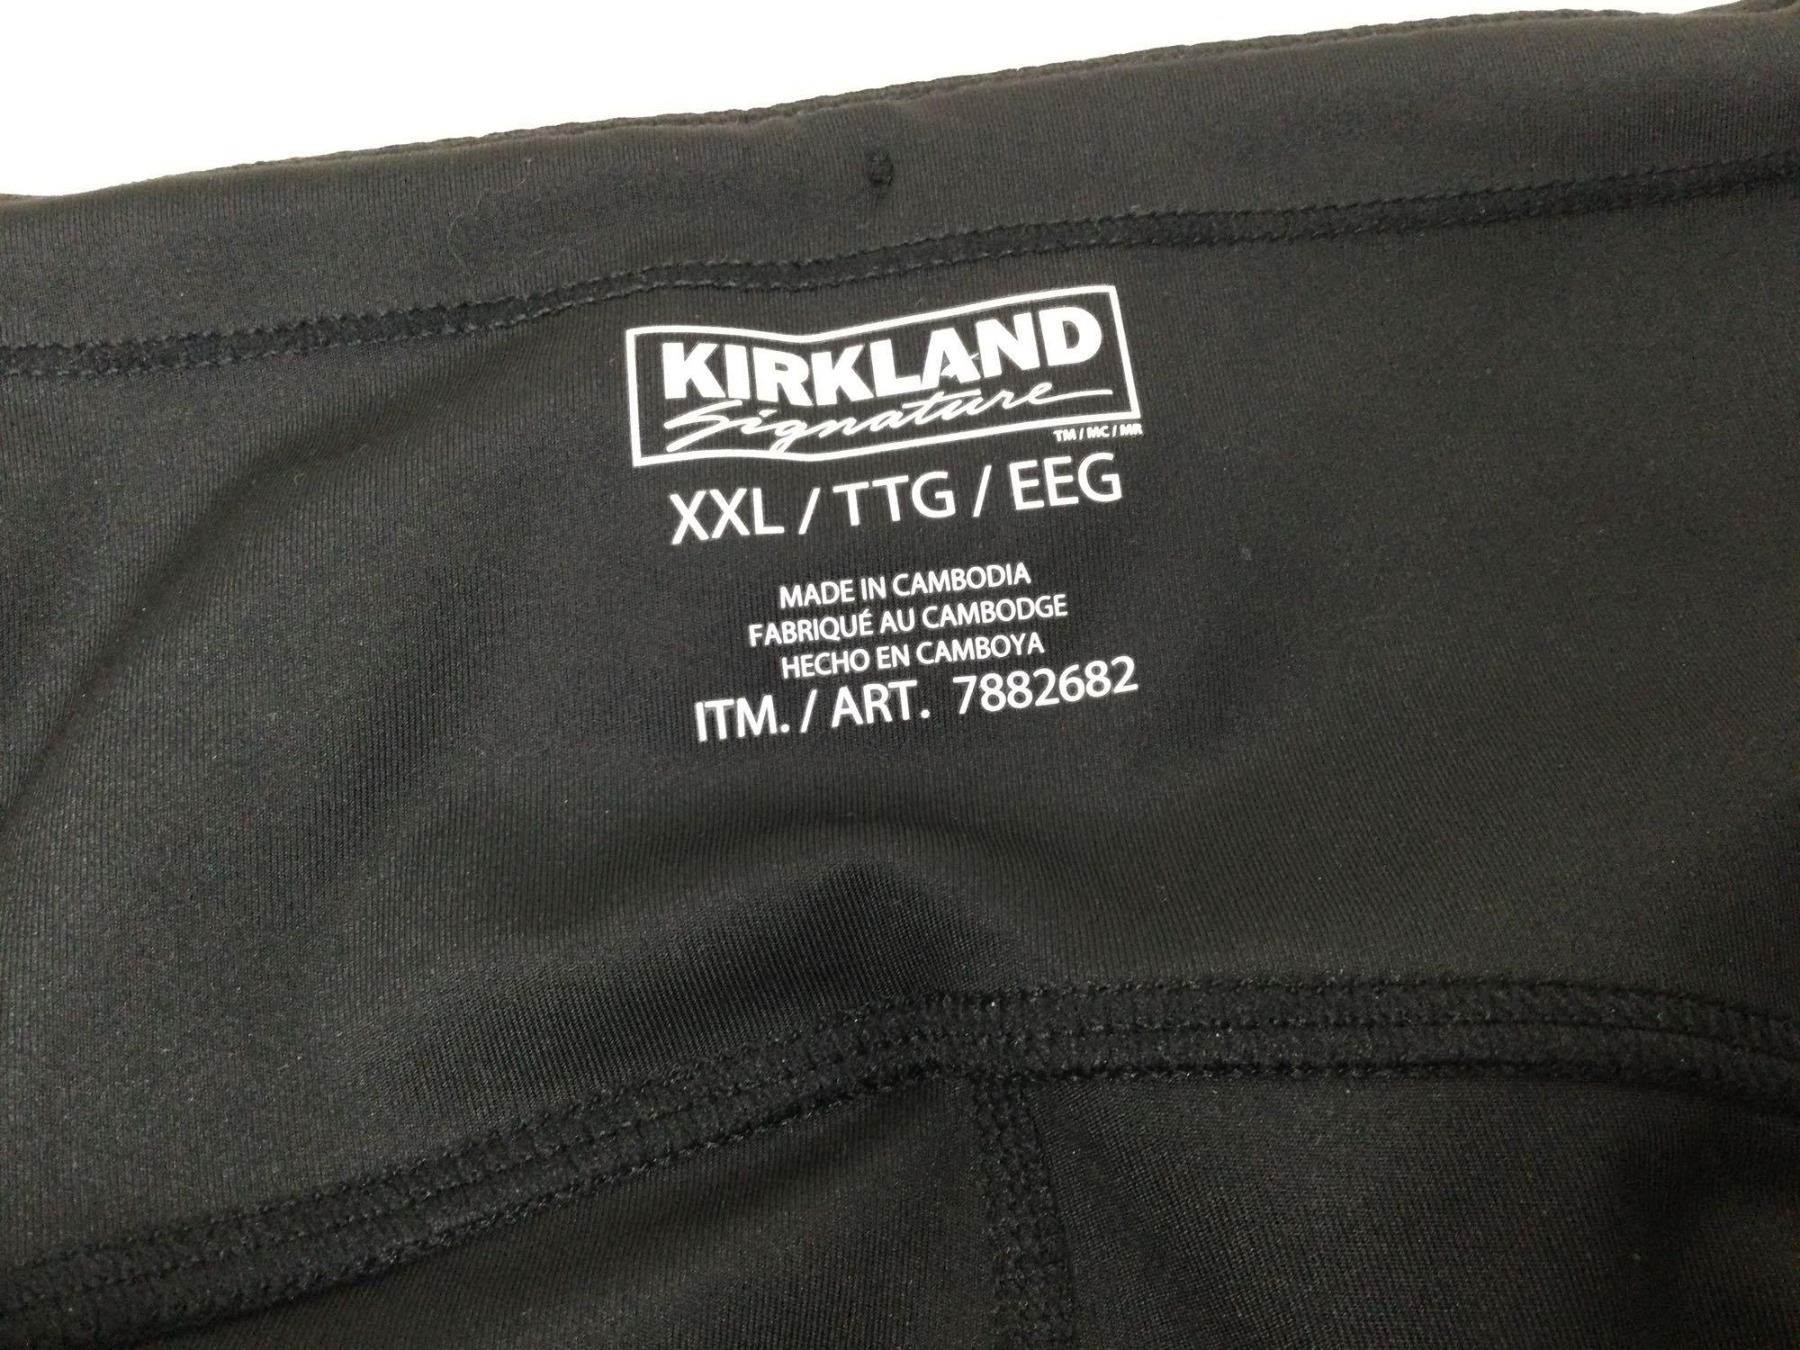 KIRKLAND
Signature
TM / MC / MR
XXL / TTG / EEG
MADE IN CAMBODIA
FABRIQUÉ AU CAMBODGE
HECHO EN CAMBOYA
ITM. / ART. 7882682